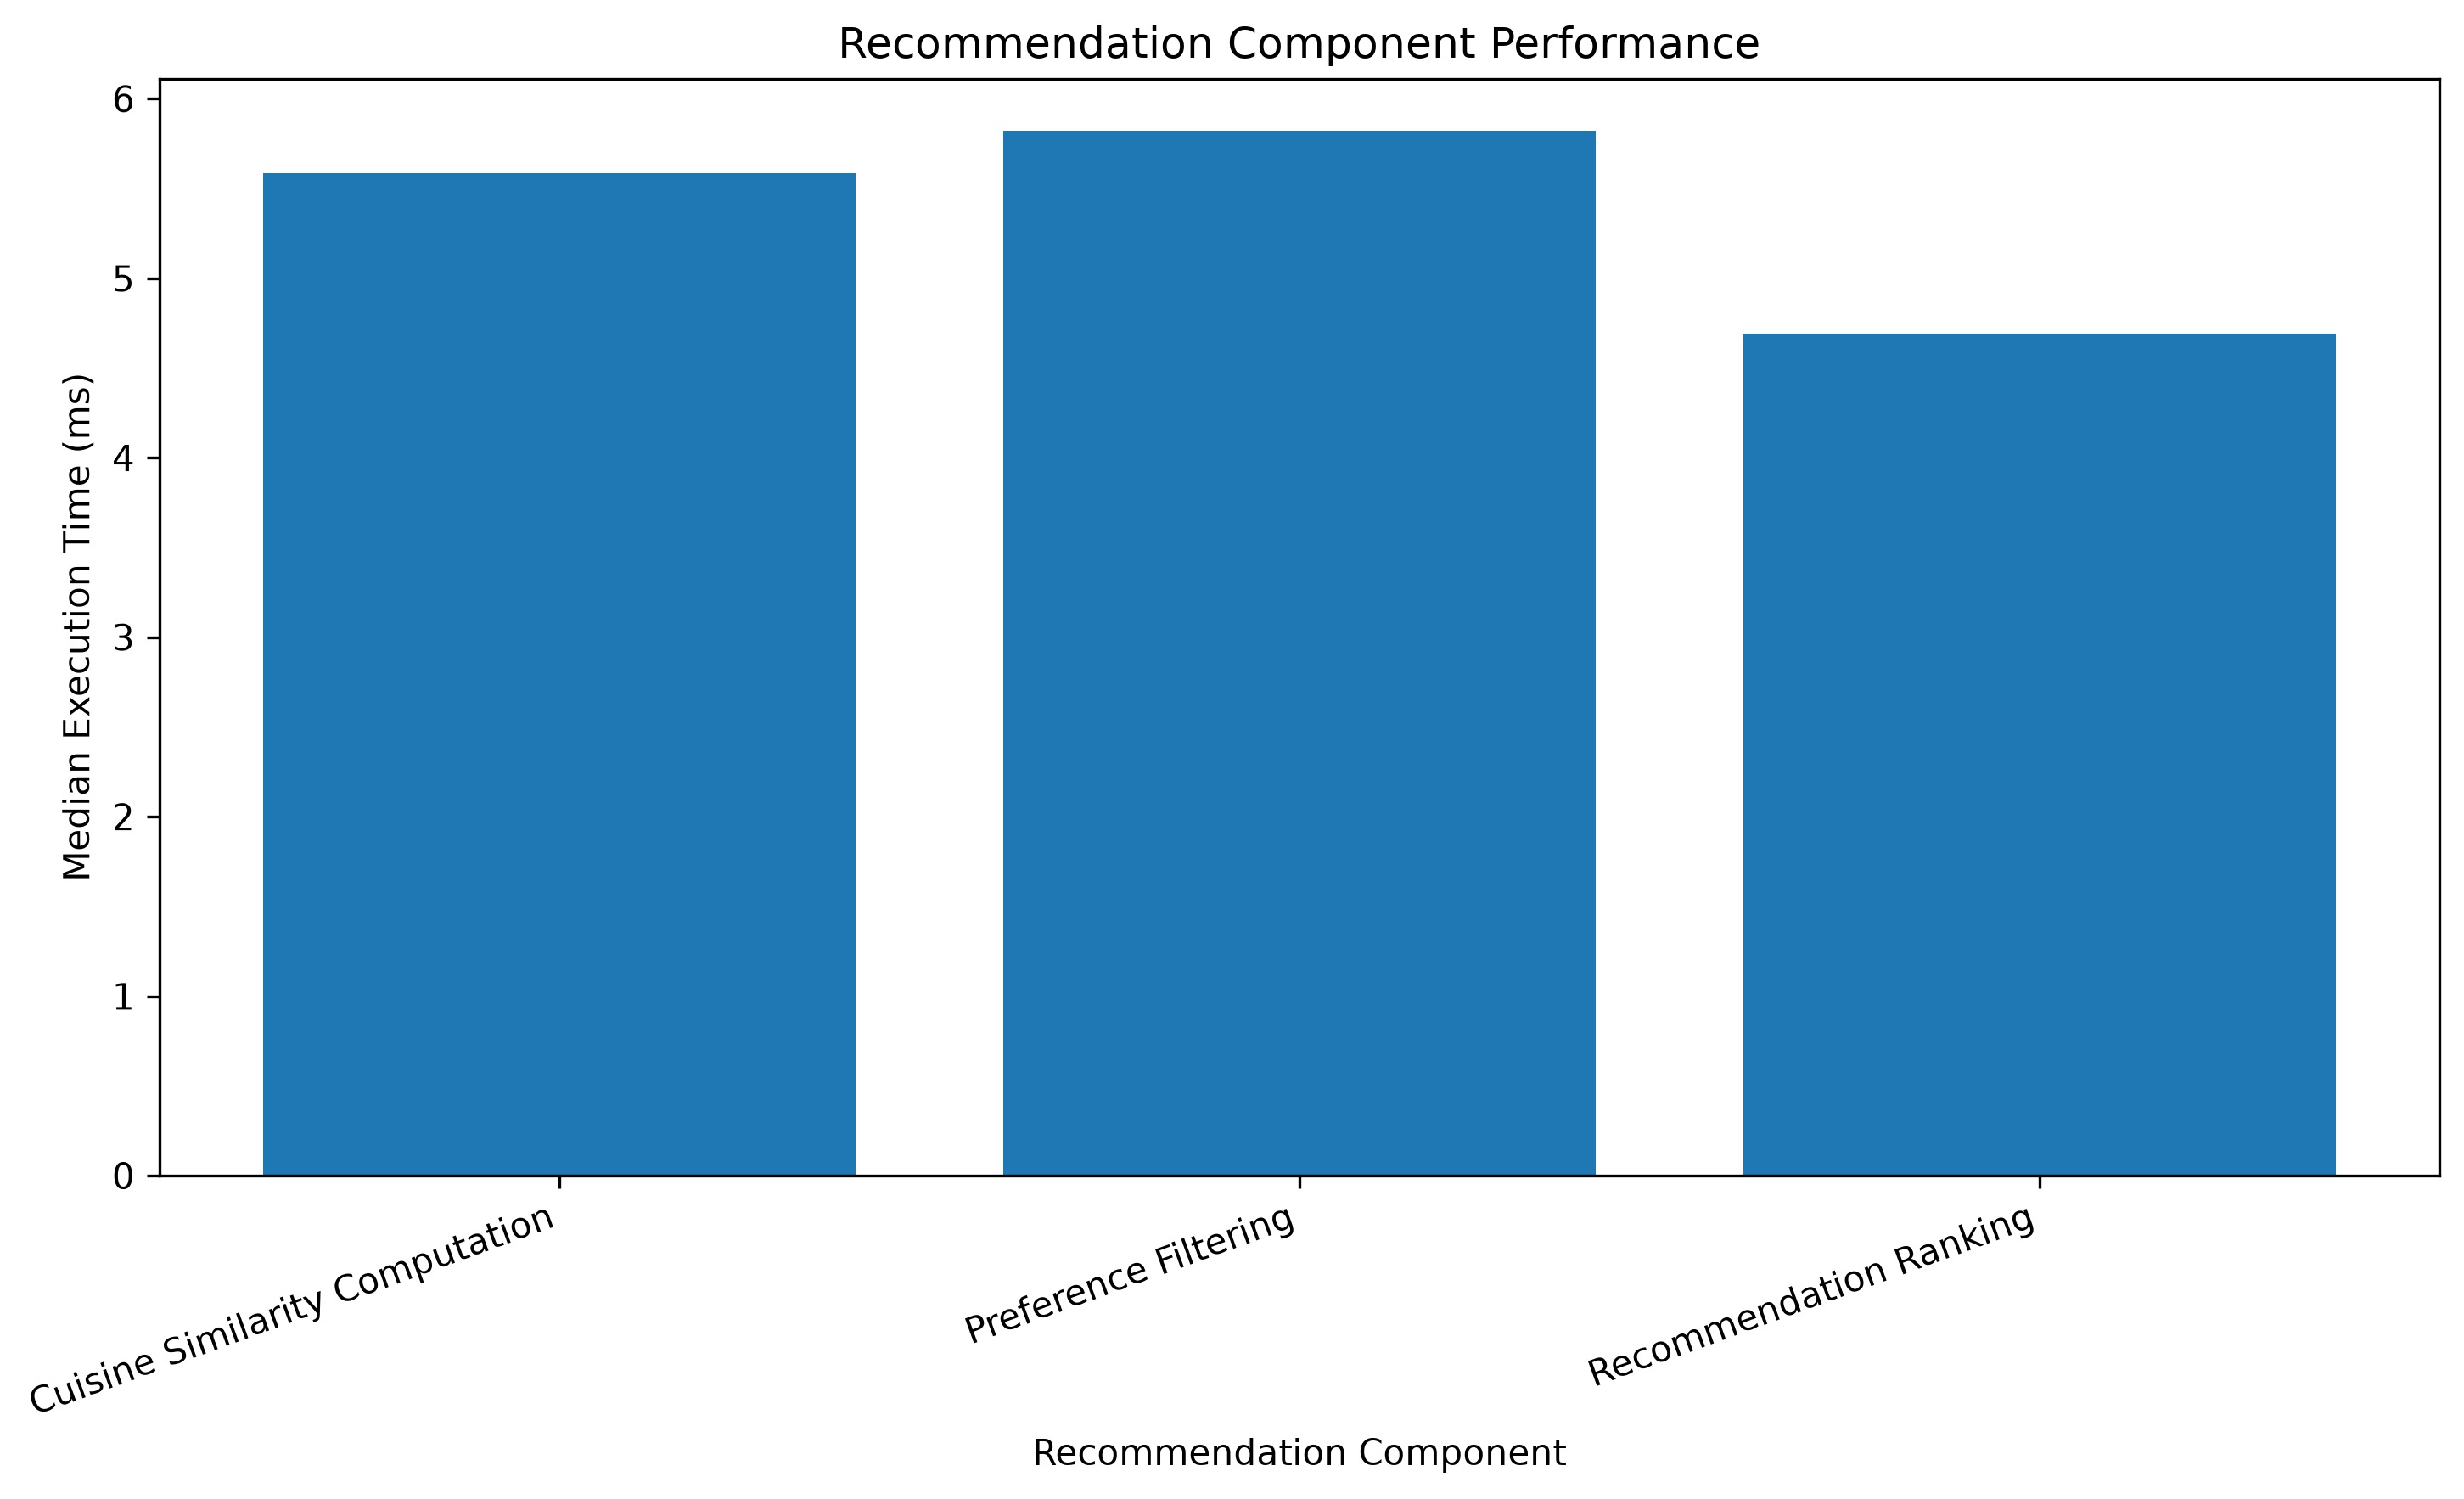 Recommendation Component Performance
Median Execution Time (ms)
6
5
4
3
2
1
0
Cuisine Similarity Computation
Preference Filtering
Recommendation Ranking
Recommendation Component